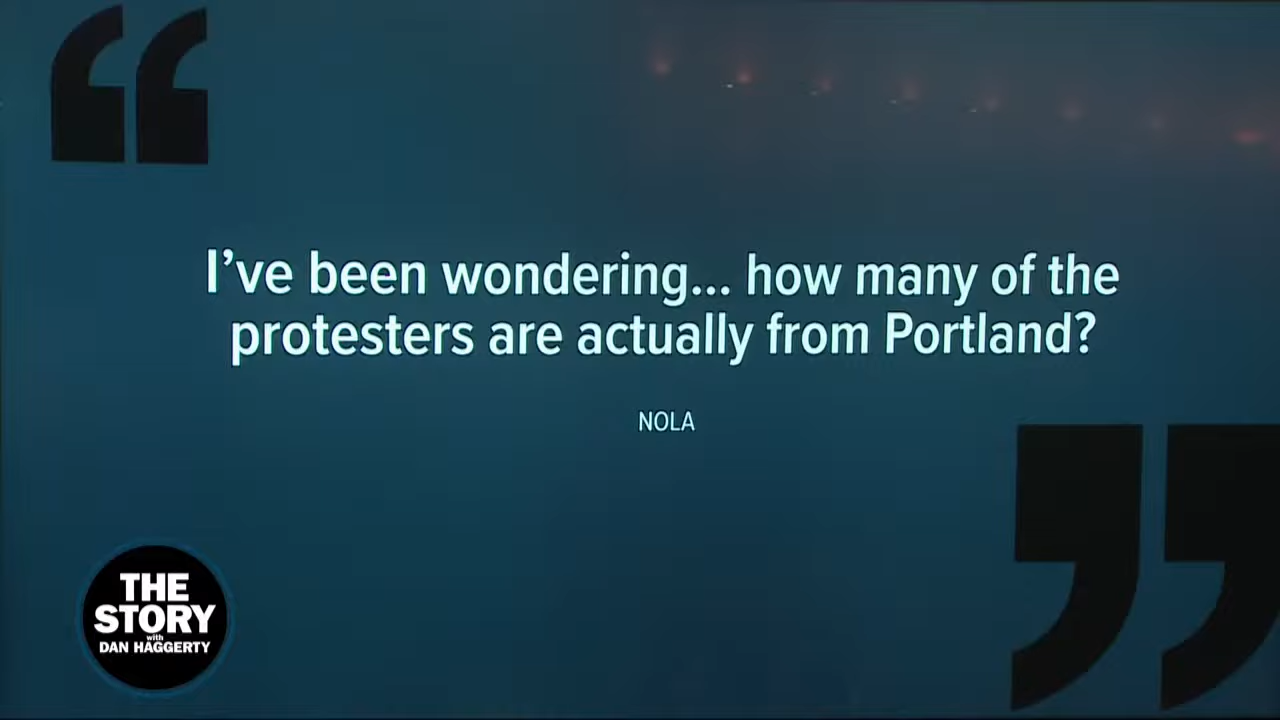 I’ve been wondering... how many of the
protesters are actually from Portland?
NOLA
THE
STORY
with
DAN HAGGERTY